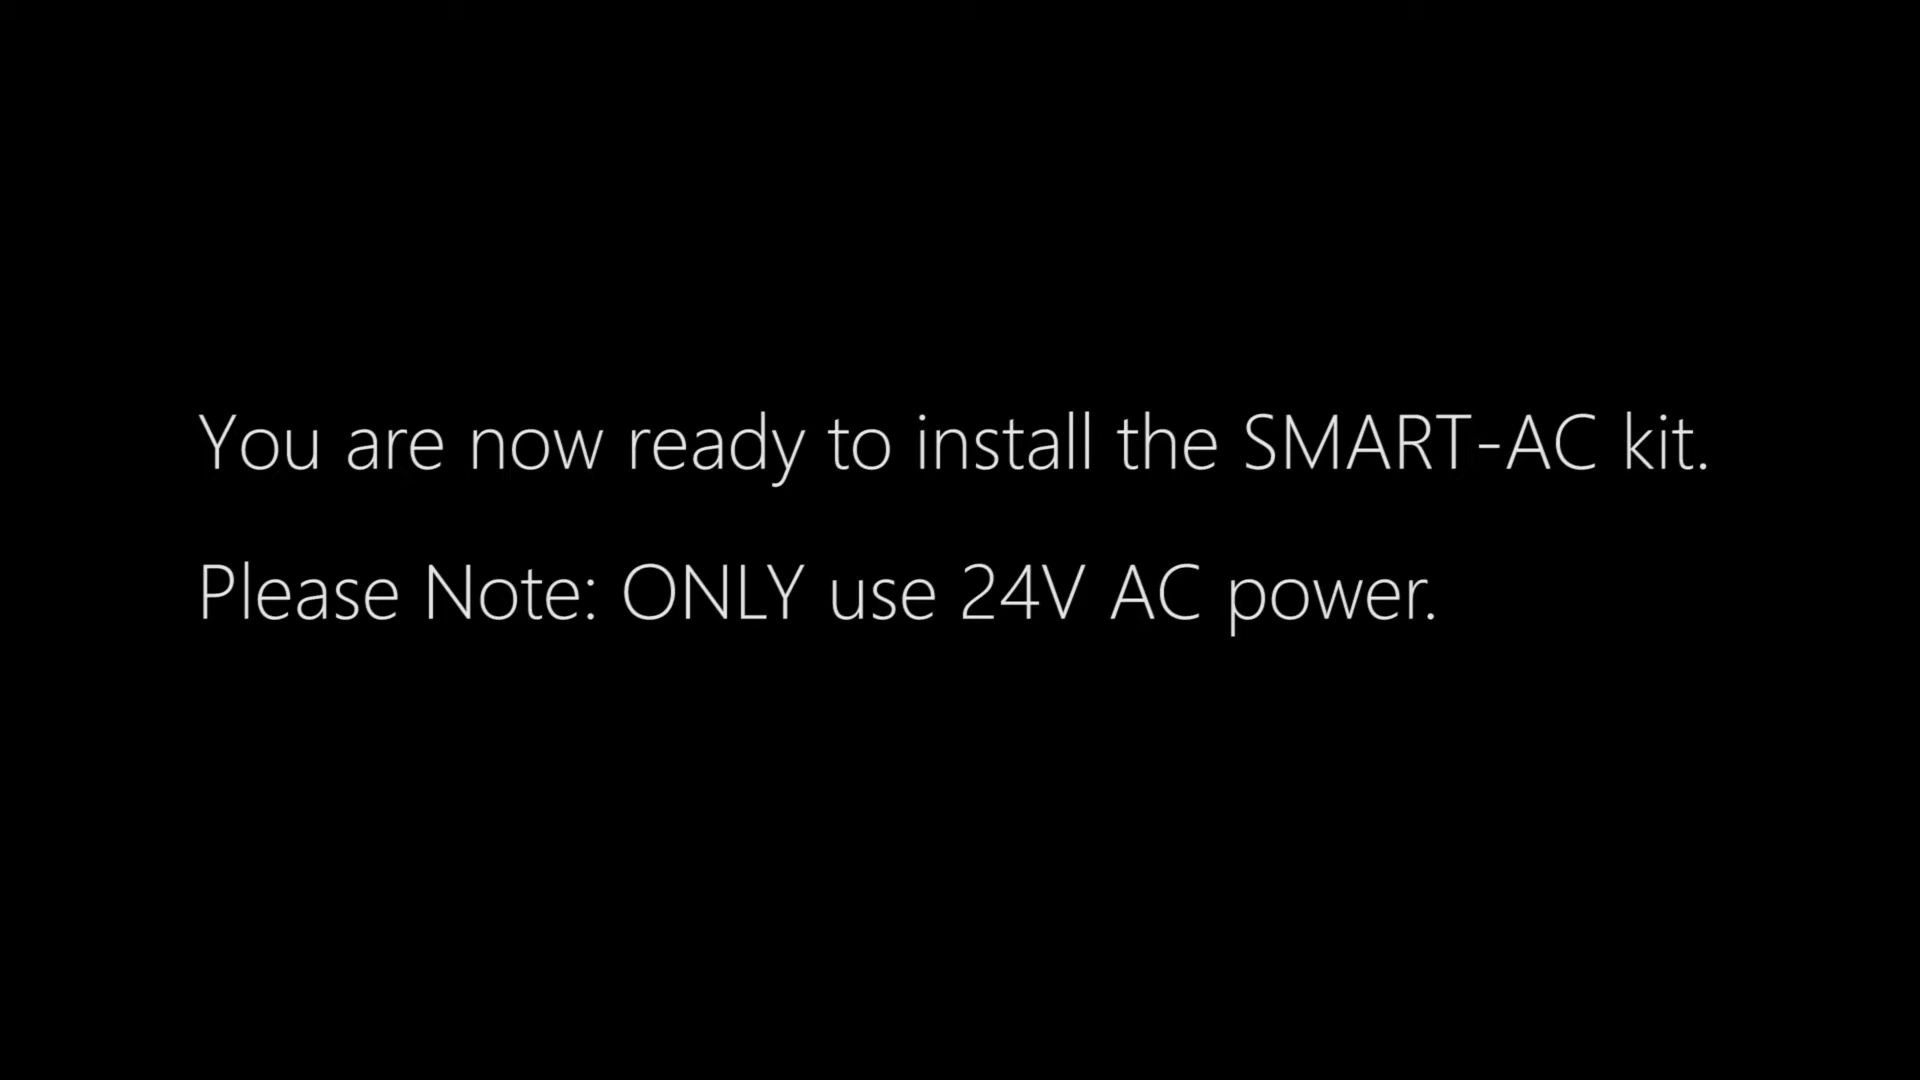 You are now ready to install the SMART-AC kit.
Please Note: ONLY use 24V AC power.